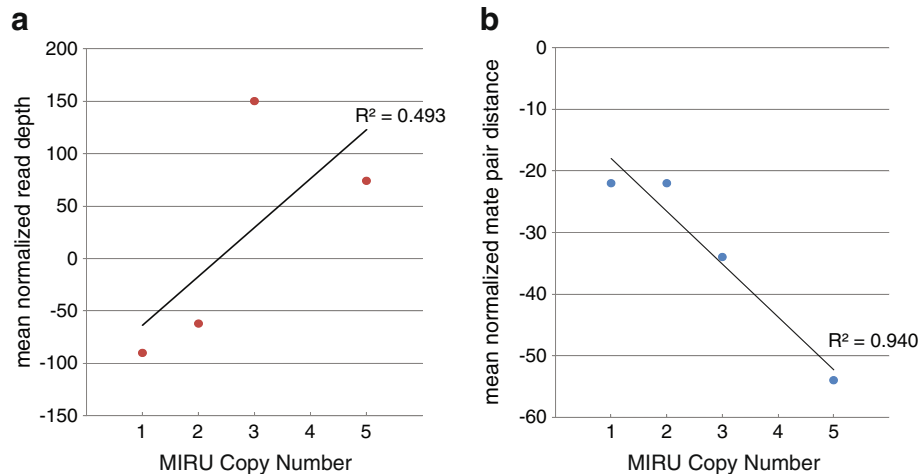 a
mean normalized read depth
200
150
100
50
0
-50
-100
-150
R² = 0.493
1 2 3 4 5
MIRU Copy Number
b
mean normalized mate pair distance
0
-10
-20
-30
-40
-50
-60
R² = 0.940
1 2 3 4 5
MIRU Copy Number